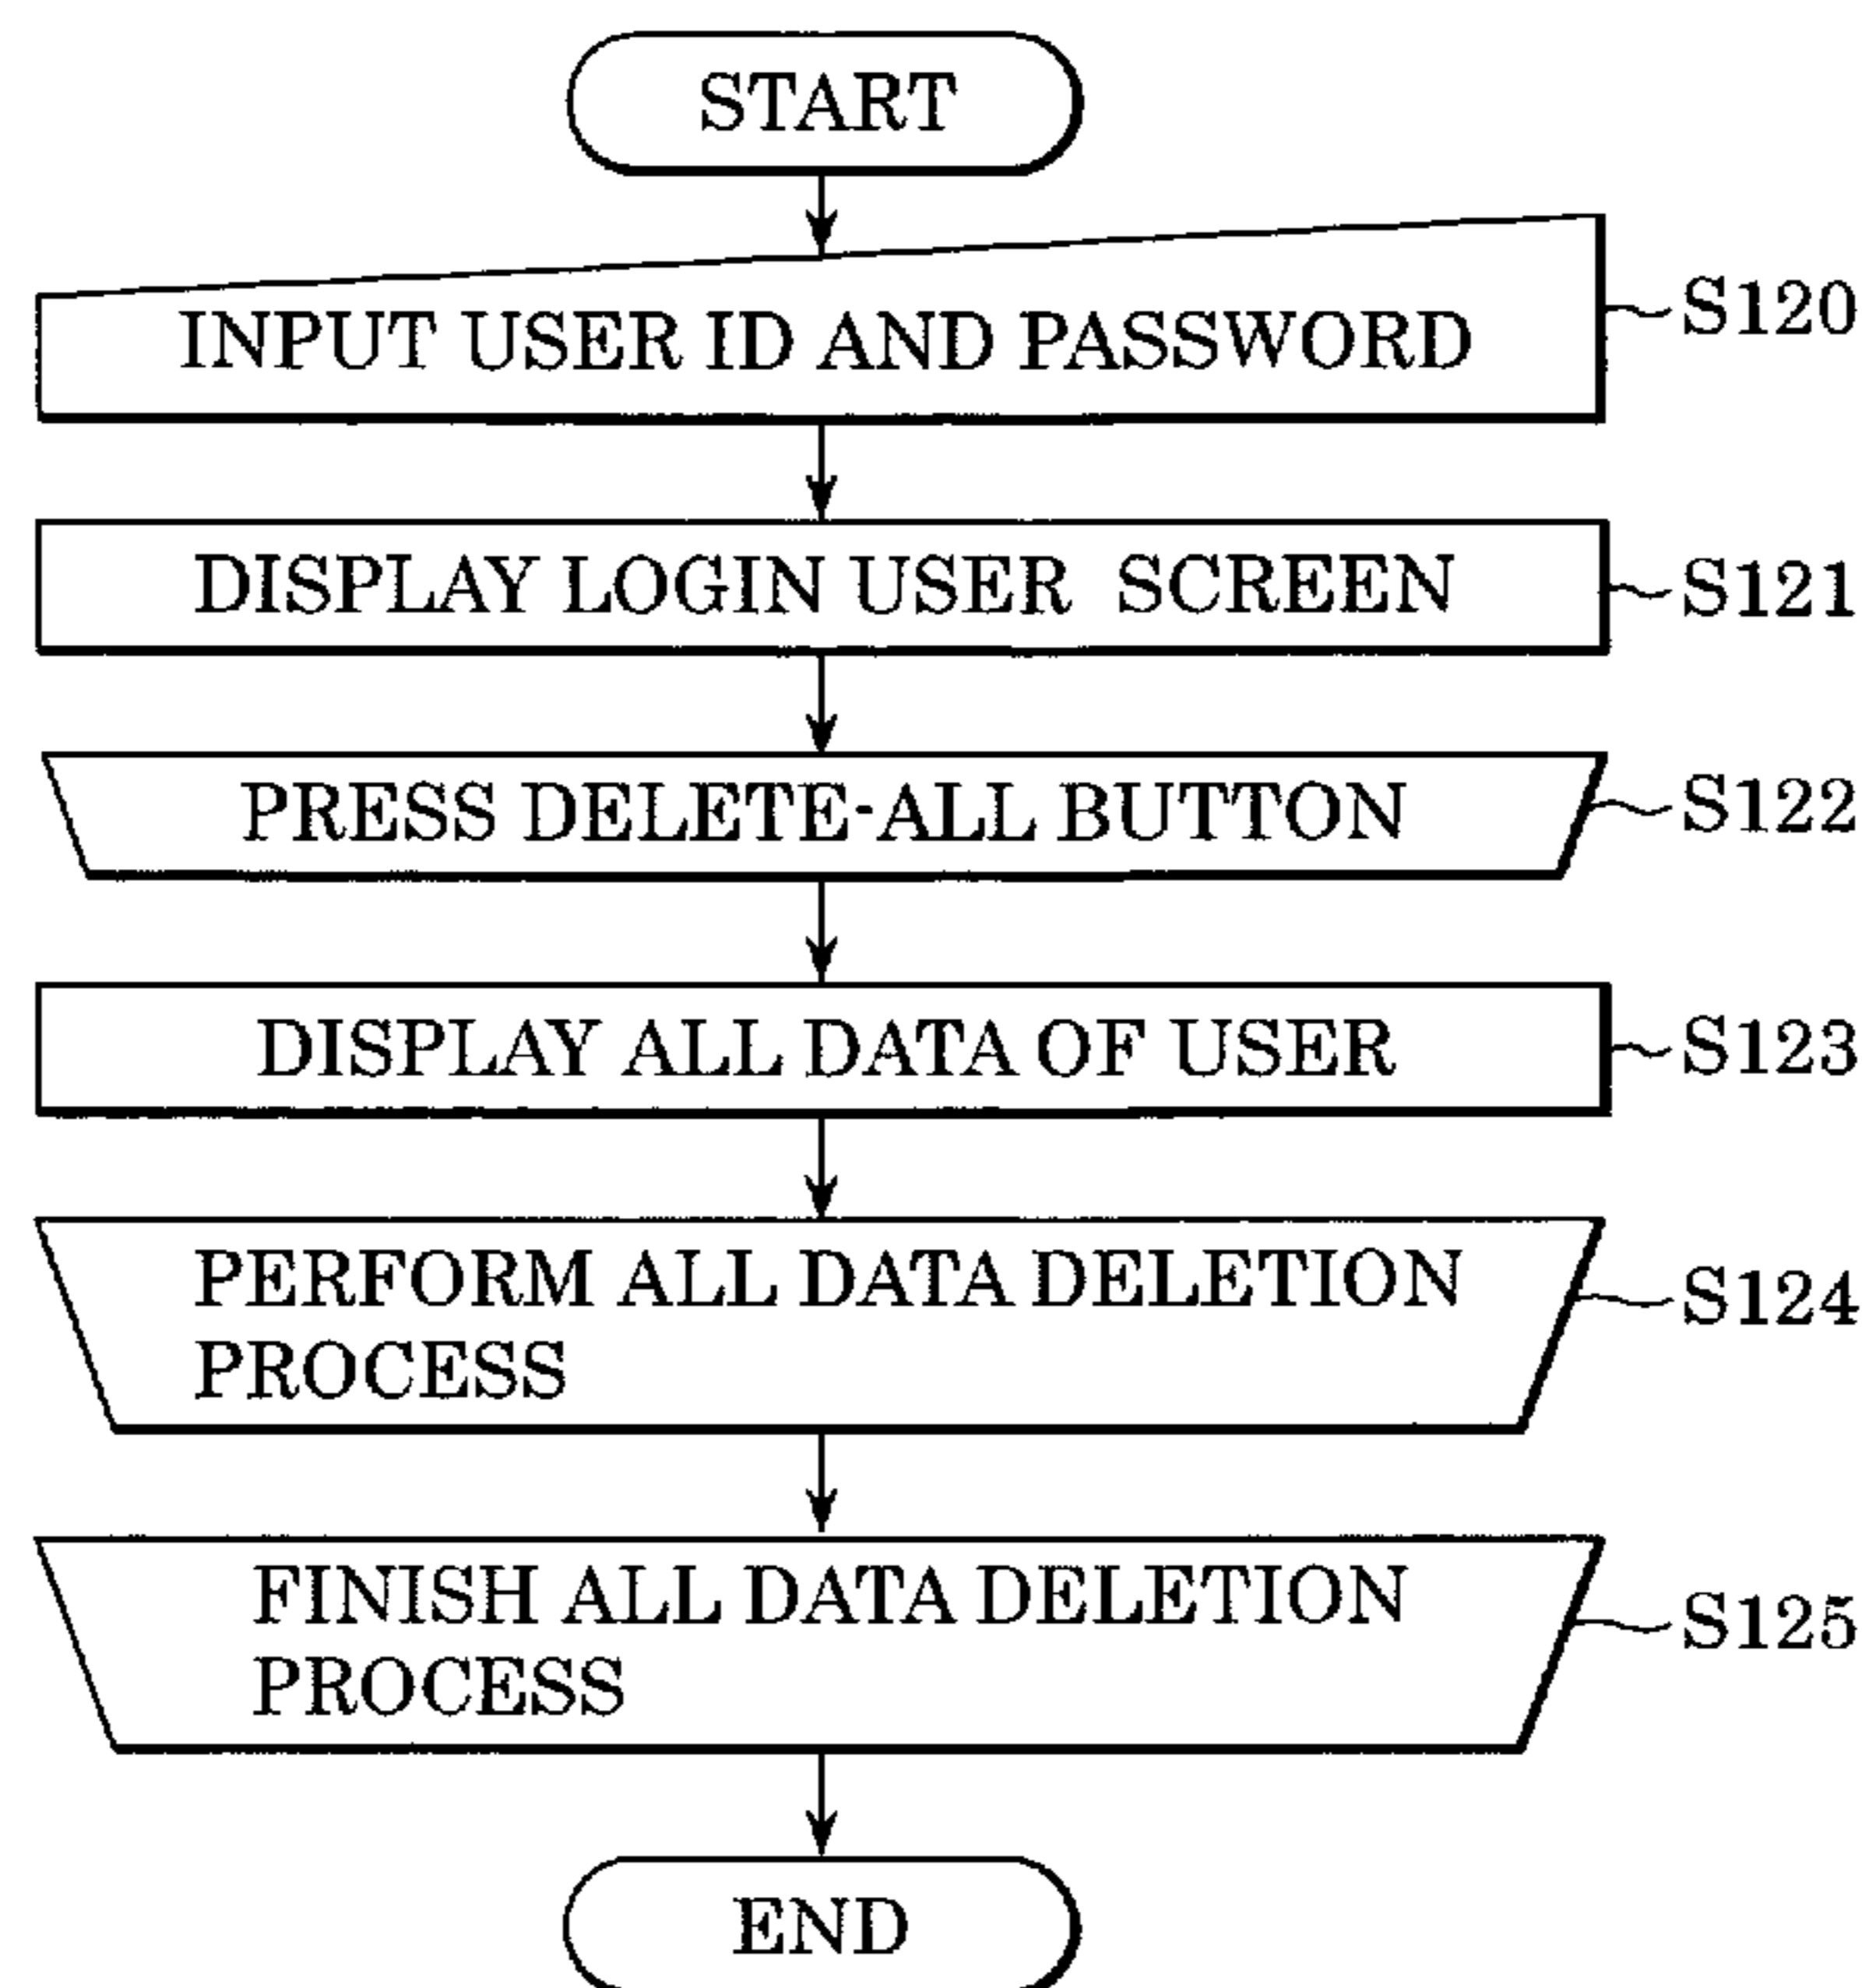 START
INPUT USER ID AND PASSWORD
S120
DISPLAY LOGIN USER SCREEN
S121
PRESS DELETE-ALL BUTTON
S122
DISPLAY ALL DATA OF USER
S123
PERFORM ALL DATA DELETION
PROCESS
S124
FINISH ALL DATA DELETION
PROCESS
S125
END